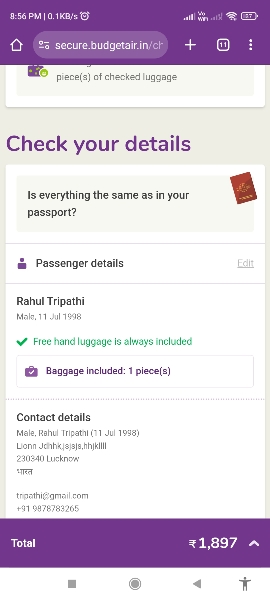 8:56 PM | 0.1KB/s
Vo
WiFi
57
secure.budgetair.in/ch
11
piece(s) of checked luggage
Check your details
Is everything the same as in your
passport?
Passenger details
Edit
Rahul Tripathi
Male, 11 Jul 1998
Free hand luggage is always included
Baggage included: 1 piece(s)
Contact details
Male, Rahul Tripathi (11 Jul 1998)
Lionn Jdhhk,jsjsjs,hhjkllll
230340 Lucknow
भारत
tripathi@gmail.com
+91 9878783265
Total
₹1,897